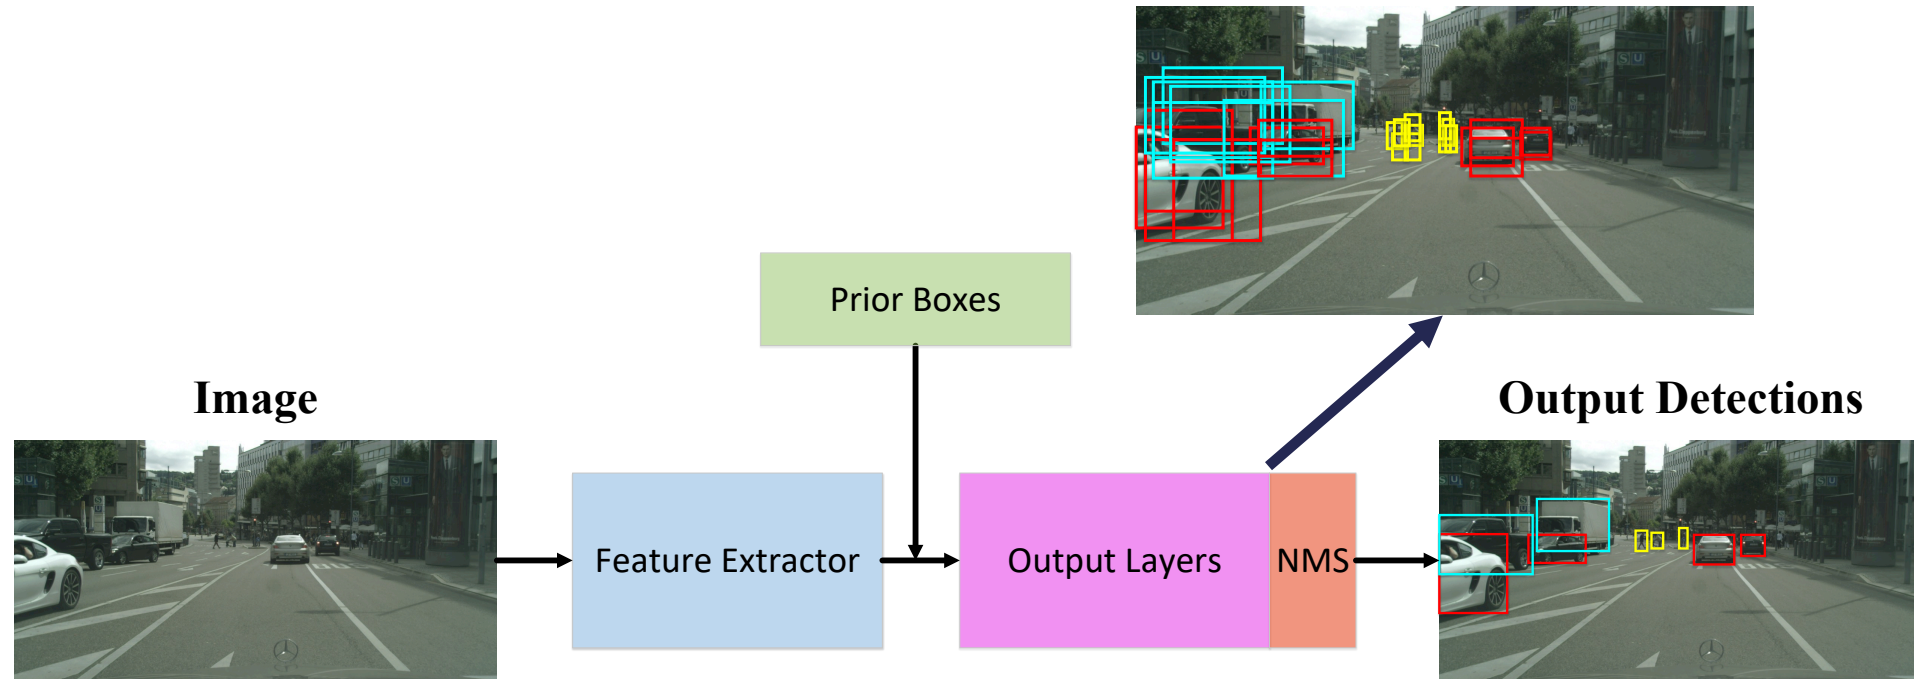 Prior Boxes
Image
Output Detections
Feature Extractor
Output Layers
NMS